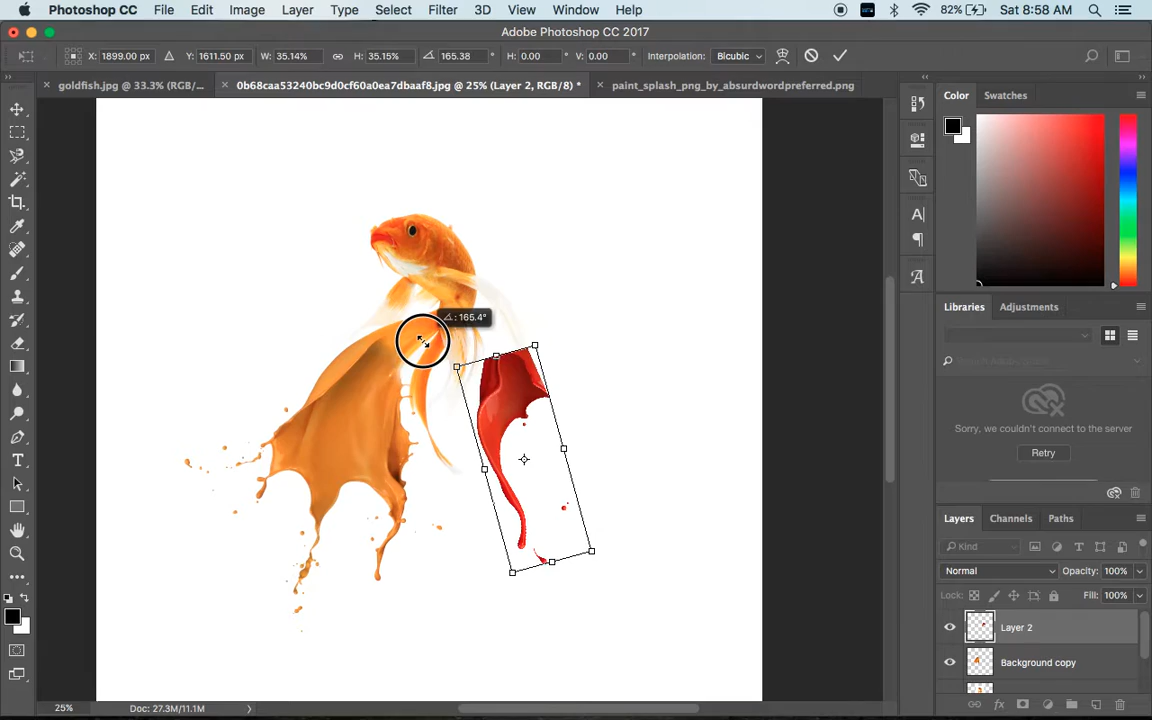 Photoshop CC File Edit Image Layer Type Select Filter 3D View Window Help 82% Sat 8:58 AM
Adobe Photoshop CC 2017
X: 1899.00 px Y: 1611.50 px W: 35.14% H: 35.15% 165.38 ° H: 0.00 ° V: 0.00 ° Interpolation: Bicubic
goldfish.jpg @ 33.3% (RGB/... 0b68caa53240bc9d0cf60a0ea7dbaaf8.jpg @ 25% (Layer 2, RGB/8) * paint_splash_png_by_absurdwordpreferred.png
Color Swatches
: 165.4°
Libraries Adjustments
Sorry, we couldn't connect to the server
Retry
Layers Channels Paths
Kind
Normal Opacity: 100%
Lock: Fill: 100%
Layer 2
Background copy
25% Doc: 27.3M/11.1M